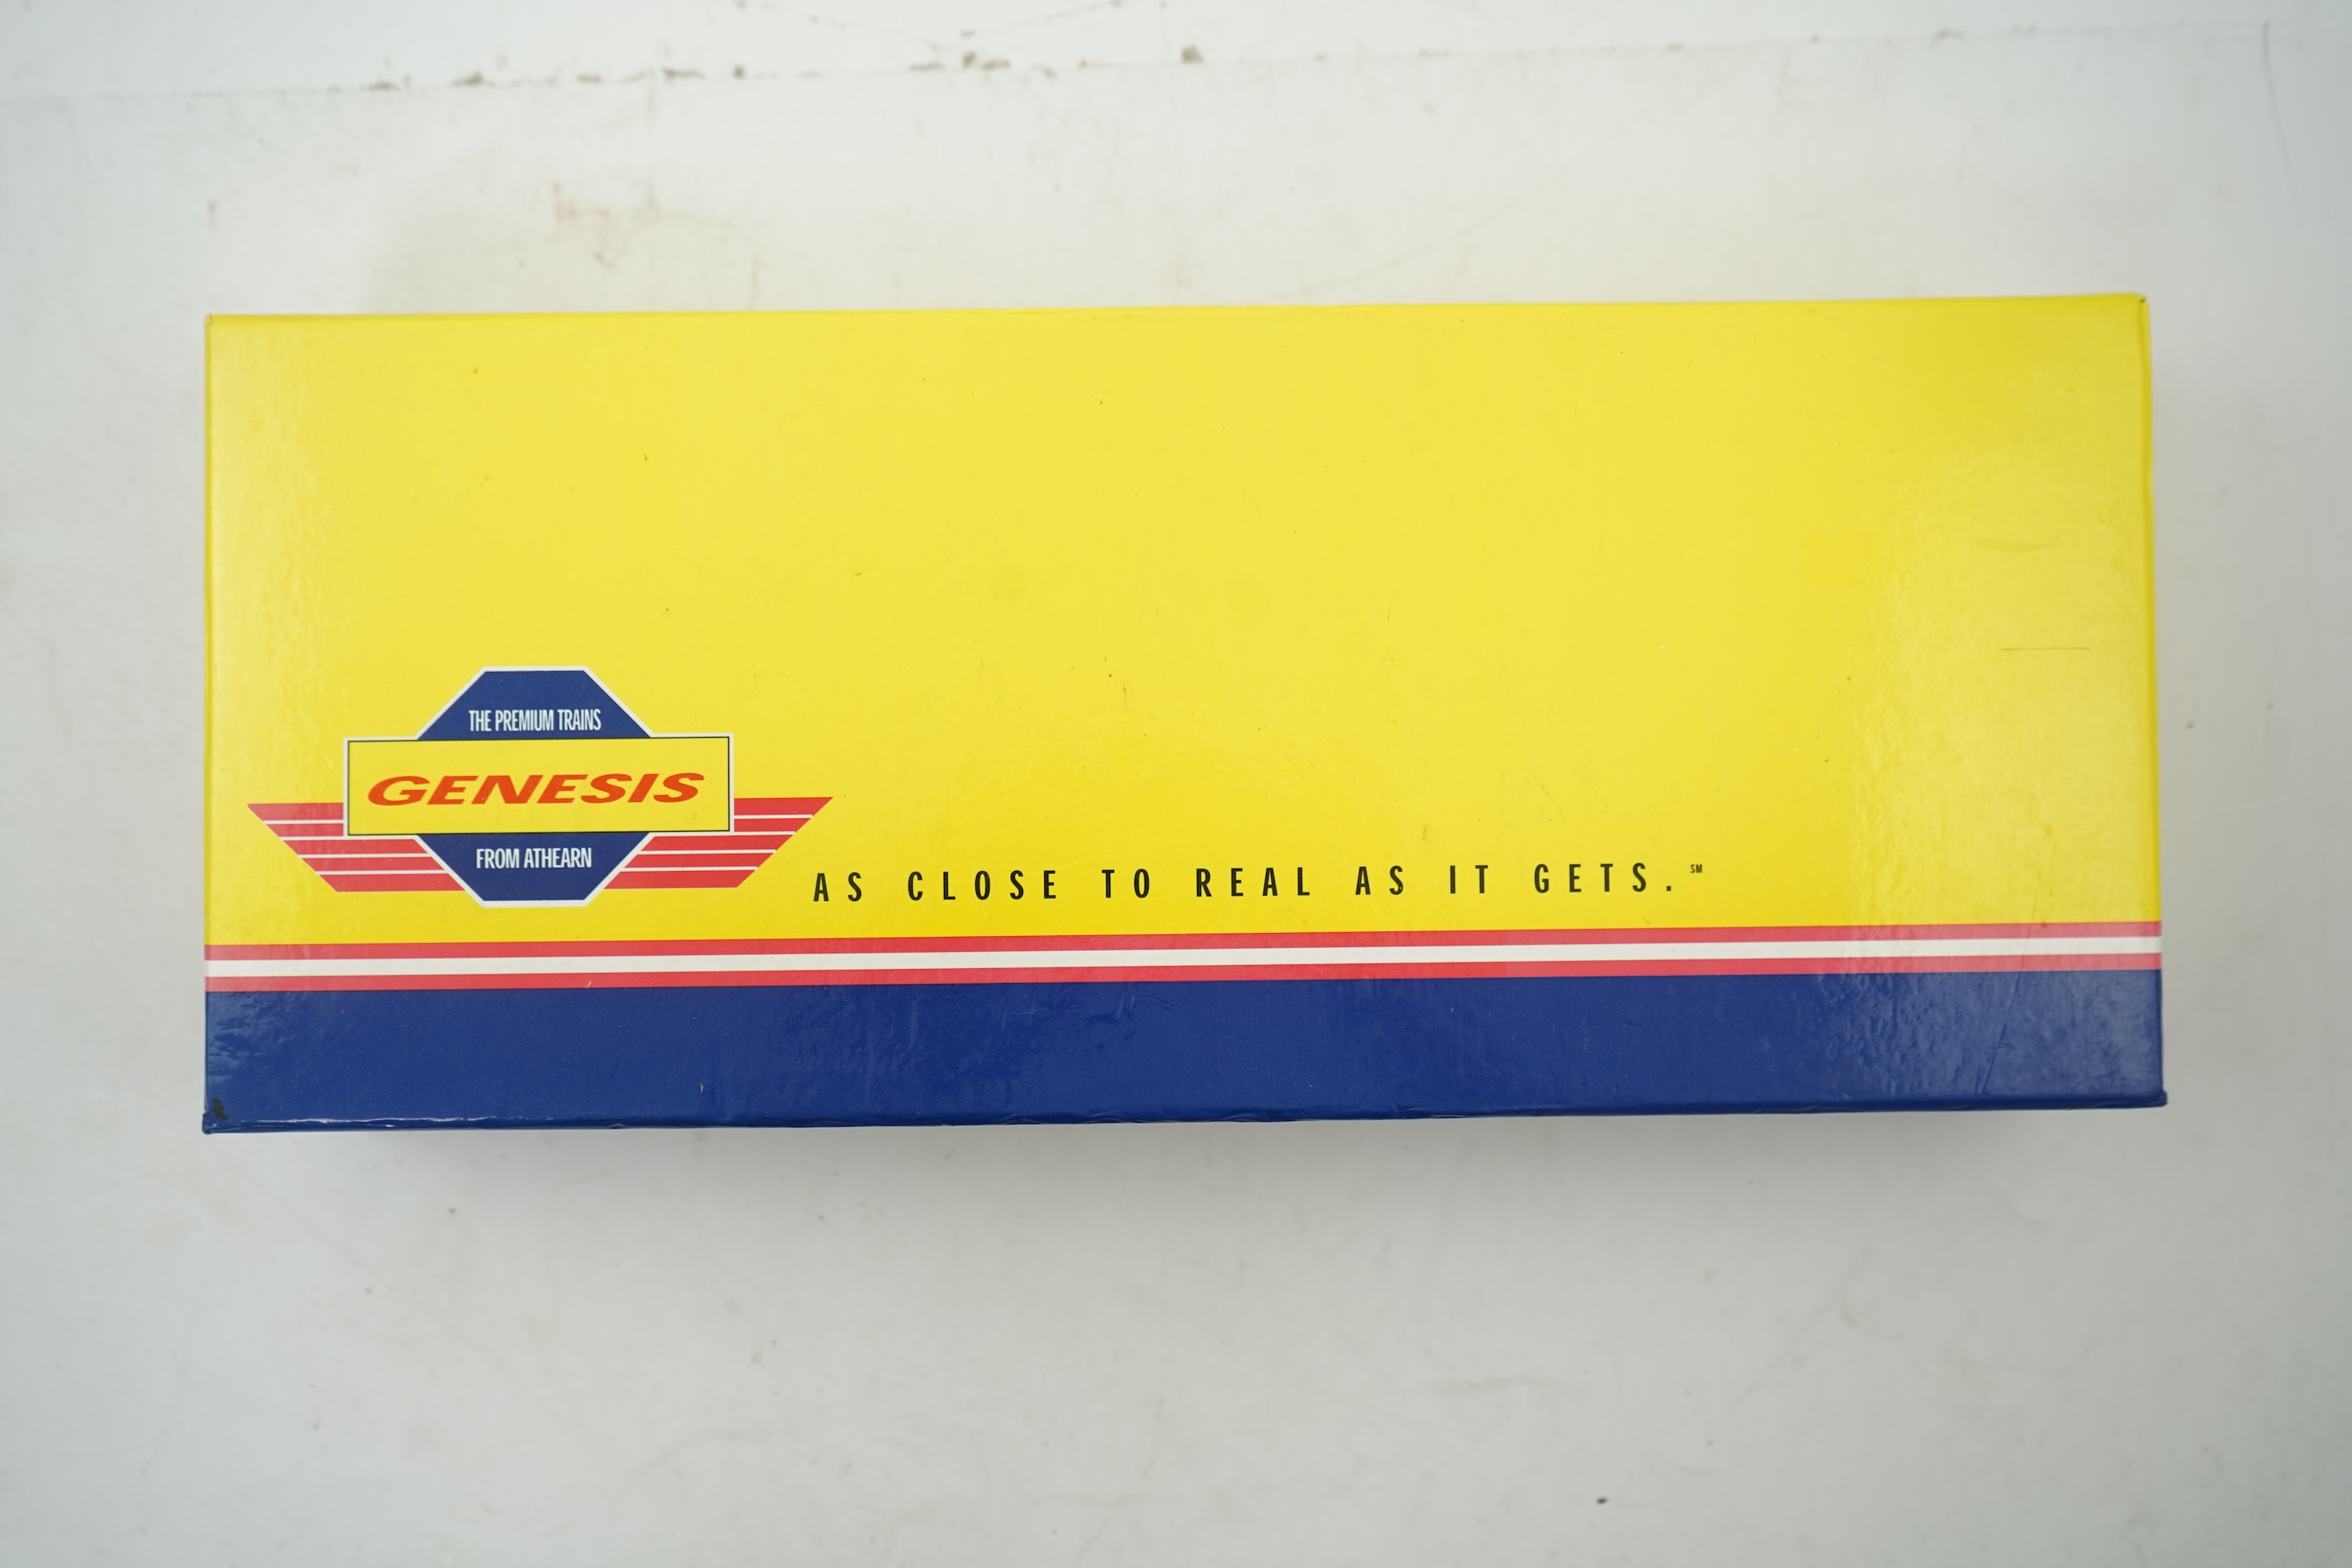 THE PREMIUM TRAINS
GENESIS
FROM ATHEARN
AS CLOSE TO REAL AS IT GETS.℠